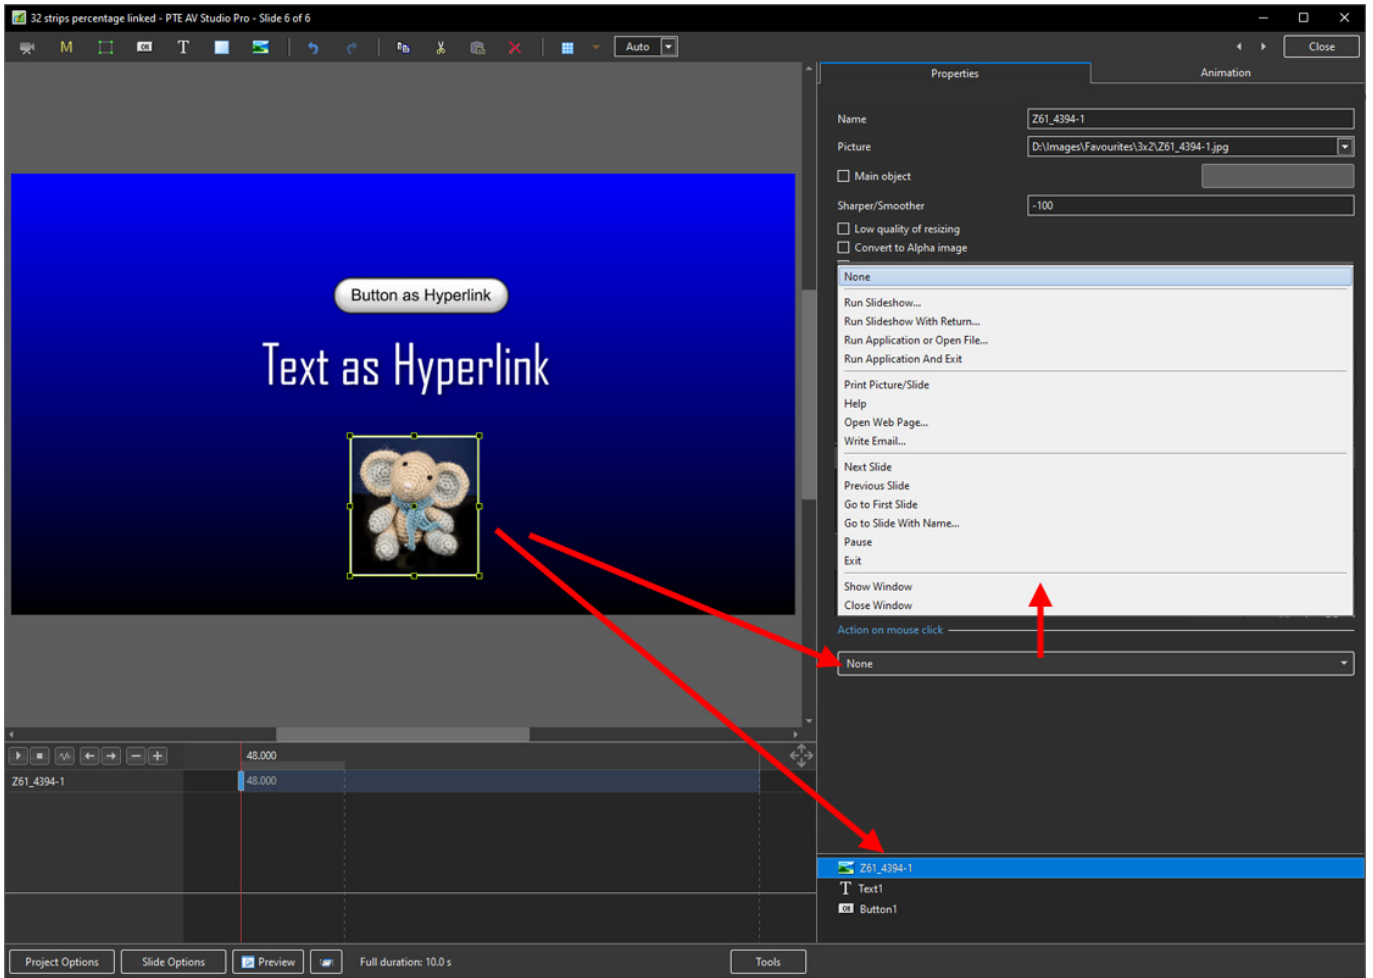 32 strips percentage linked - PTE AV Studio Pro - Slide 6 of 6
M
OK
T
Auto
Close
Properties
Animation
Name
Z61_4394-1
Picture
D:\Images\Favourites\3x2\Z61_4394-1.jpg
Main object
Sharper/Smoother
-100
Low quality of resizing
Convert to Alpha image
None
Run Slideshow...
Run Slideshow With Return...
Run Application or Open File...
Run Application And Exit
Print Picture/Slide
Help
Open Web Page...
Write Email...
Next Slide
Previous Slide
Go to First Slide
Go to Slide With Name...
Pause
Exit
Show Window
Close Window
Action on mouse click
None
Button as Hyperlink
Text as Hyperlink
48.000
Z61_4394-1
48.000
Z61_4394-1
T Text1
OK Button1
Project Options
Slide Options
Preview
Full duration: 10.0 s
Tools